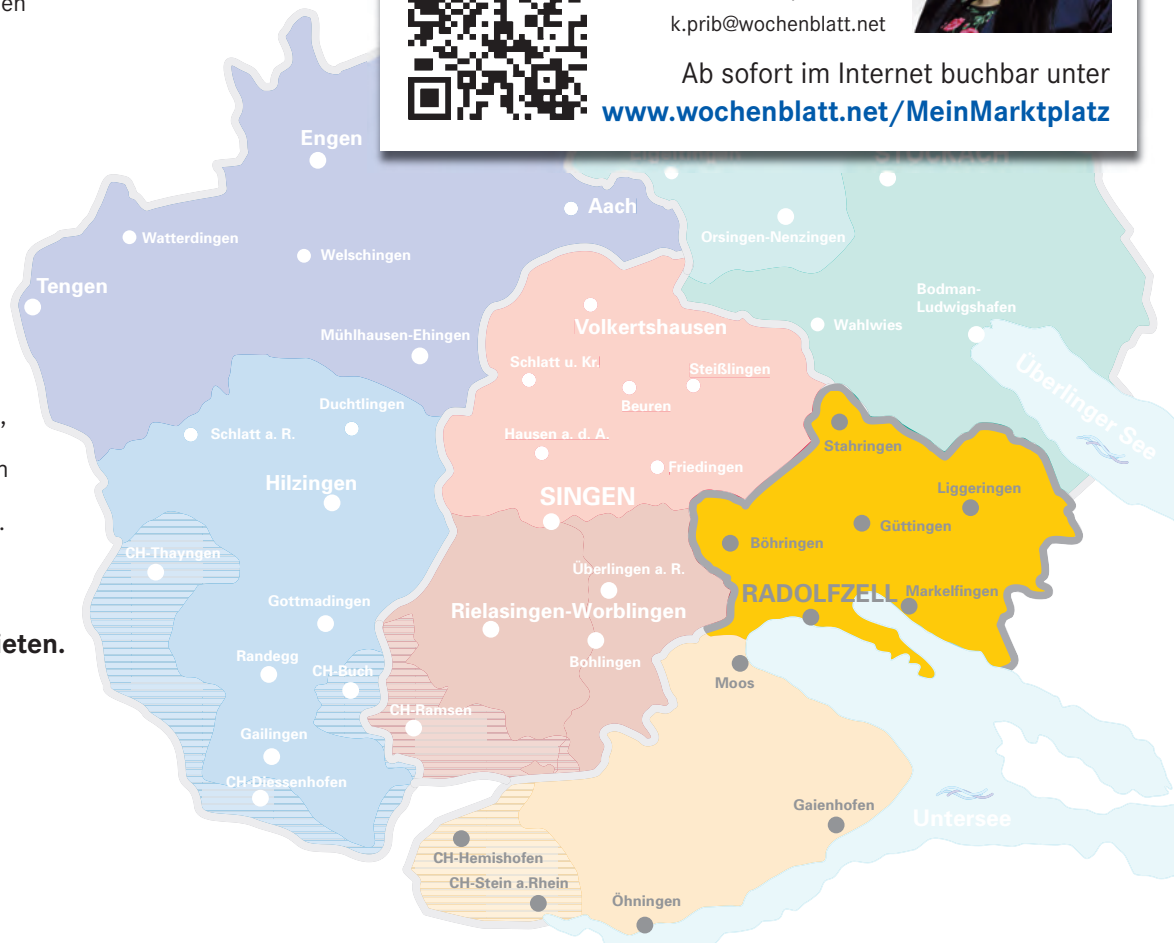 en
k.prib@wochenblatt.net
Ab sofort im Internet buchbar unter
www.wochenblatt.net/MeinMarktplatz
Engen
STOCKACH
Aach
Watterdingen
Orsingen-Nenzingen
Welschingen
Tengen
Bodman-
Ludwigshafen
Volkertshausen
Wahlwies
Mühlhausen-Ehingen
Schlatt u. Kr.
Steißlingen
Überlinger See
Duchtlingen
Beuren
,
Schlatt a. R.
Hausen a. d. A.
Stahringen
n
Friedingen
Hilzingen
SINGEN
Liggeringen
.
Güttingen
CH-Thayngen
Böhringen
Überlingen a. R.
Gottmadingen
Rielasingen-Worblingen
RADOLFZELL
Markelfingen
ieten.
Randegg
CH-Buch
Bohlingen
Moos
CH-Ramsen
Gailingen
CH-Diessenhofen
Gaienhofen
Untersee
CH-Hemishofen
CH-Stein a.Rhein
Öhningen